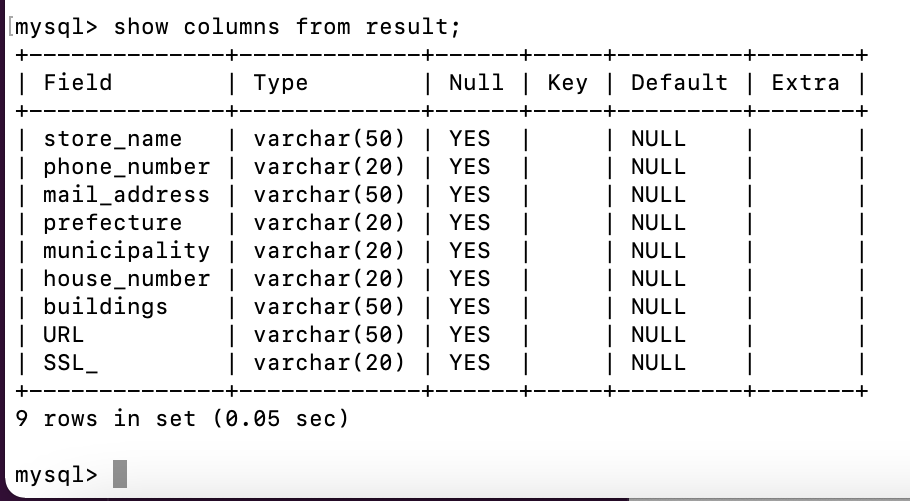 mysql> show columns from result;
+---------------+-------------+------+-----+---------+-------+
| Field         | Type        | Null | Key | Default | Extra |
+---------------+-------------+------+-----+---------+-------+
| store_name    | varchar(50) | YES  |     | NULL    |       |
| phone_number  | varchar(20) | YES  |     | NULL    |       |
| mail_address  | varchar(50) | YES  |     | NULL    |       |
| prefecture    | varchar(20) | YES  |     | NULL    |       |
| municipality  | varchar(20) | YES  |     | NULL    |       |
| house_number  | varchar(20) | YES  |     | NULL    |       |
| buildings     | varchar(50) | YES  |     | NULL    |       |
| URL           | varchar(50) | YES  |     | NULL    |       |
| SSL_          | varchar(20) | YES  |     | NULL    |       |
+---------------+-------------+------+-----+---------+-------+
9 rows in set (0.05 sec)
mysql>